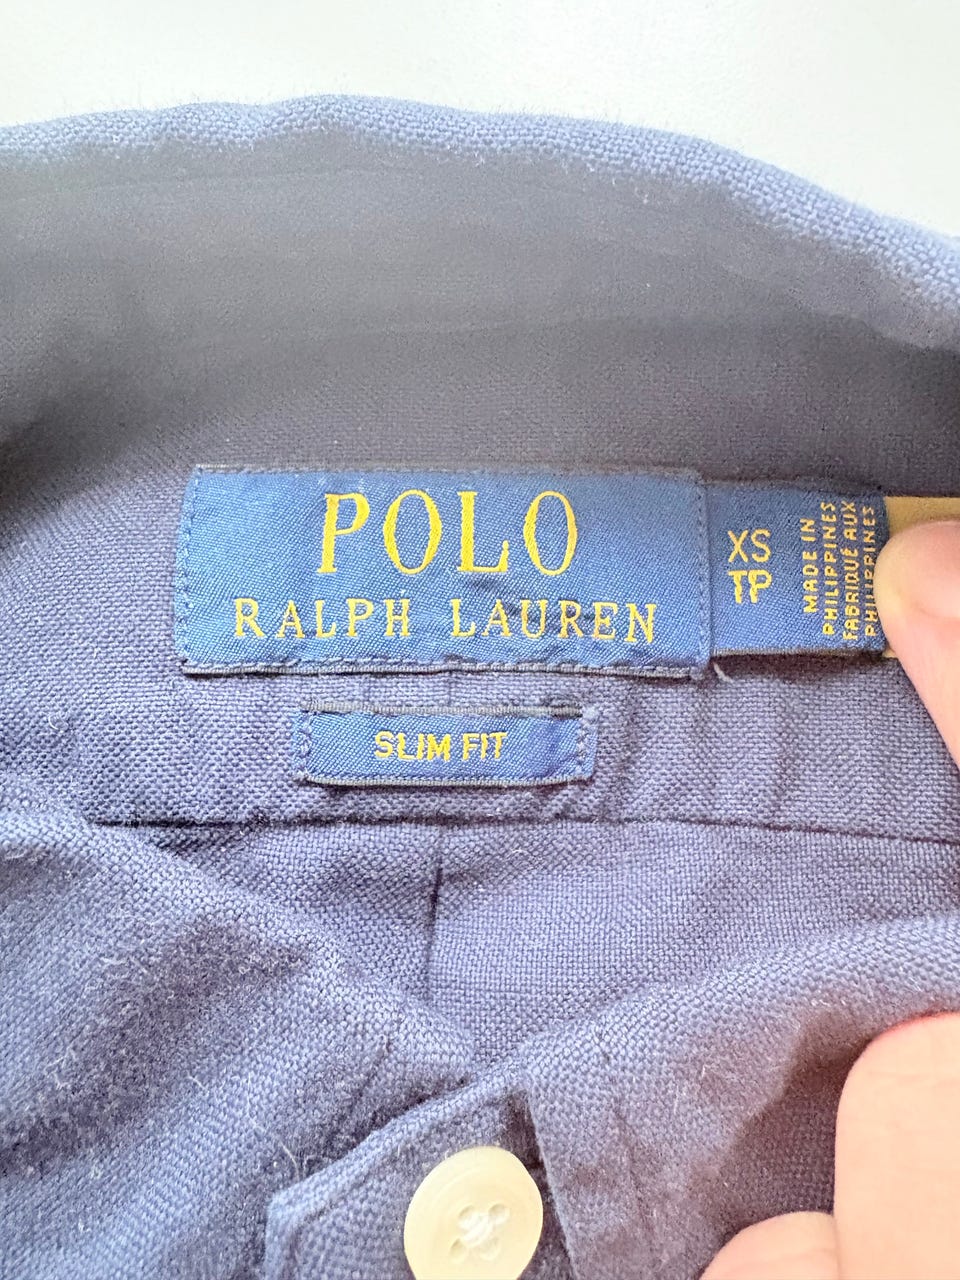 POLO
RALPH LAUREN
XS
TP
MADE IN
PHILIPPINES
FABRIQUÉ AUX
PHILIPPINES
SLIM FIT